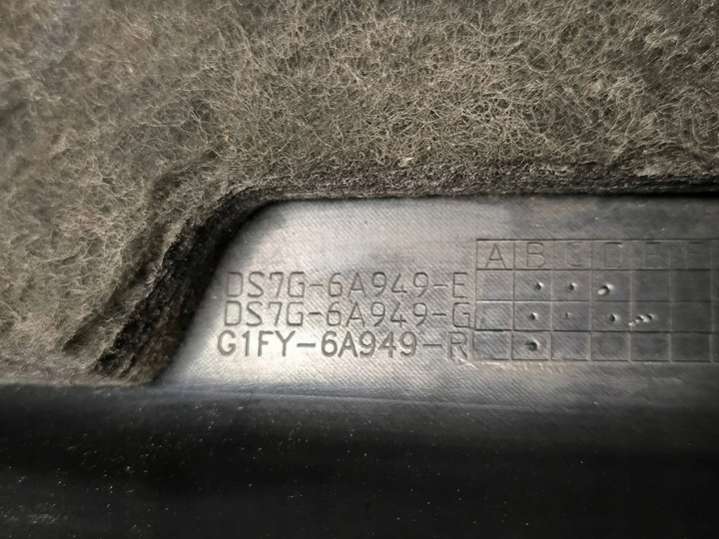 A B C D E F
DS7G-6A949-E
DS7G-6A949-G
G1FY-6A949-R